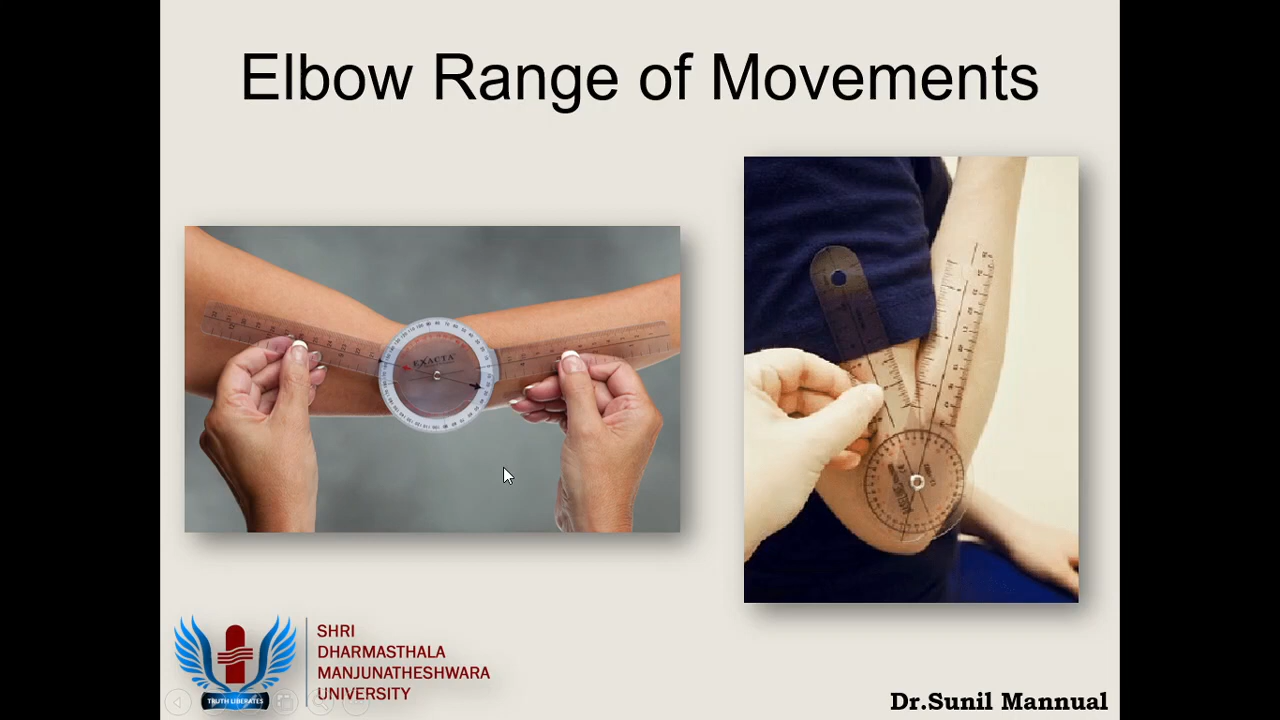 Elbow Range of Movements
EXACTA
SHRI
DHARMASTHALA
MANJUNATHESHWARA
UNIVERSITY
TRUTH LIBERATES
Dr.Sunil Mannual